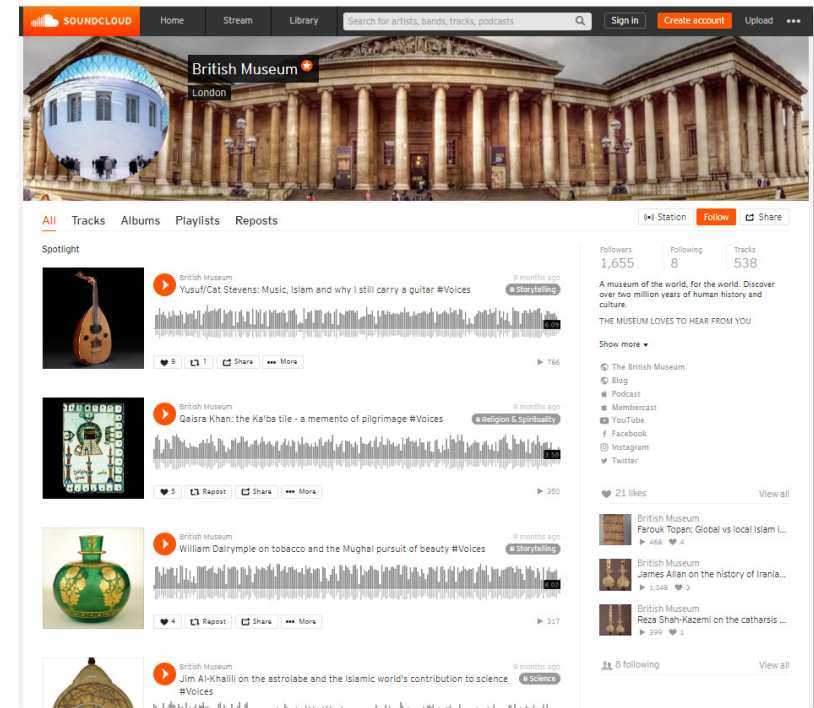 SOUNDCLOUD Home Stream Library Search for artists, bands, tracks, podcasts Sign in Create account Upload
British Museum
London
All Tracks Albums Playlists Reposts Station Follow Share
Spotlight
British Museum 9 months ago
Yusuf/Cat Stevens: Music, Islam and why I still carry a guitar #Voices # Storytelling
6:09
9 1 Share More 786
British Museum 9 months ago
Qaisra Khan: the Ka'ba tile - a memento of pilgrimage #Voices # Religion & Spirituality
3:50
3 Repost Share More 350
British Museum 9 months ago
William Dalrymple on tobacco and the Mughal pursuit of beauty #Voices # Storytelling
6:02
4 Repost Share More 317
British Museum 9 months ago
Jim Al-Khalili on the astrolabe and the Islamic world's contribution to science # Science
#Voices
Followers Following Tracks
1,655 8 538
A museum of the world, for the world. Discover
over two million years of human history and
culture.
THE MUSEUM LOVES TO HEAR FROM YOU
Show more
The British Museum
Blog
Podcast
Membercast
YouTube
Facebook
Instagram
Twitter
21 likes View all
British Museum
Farouk Topan: Global vs local Islam i...
468 4
British Museum
James Allan on the history of Irania...
1,048 3
British Museum
Reza Shah-Kazemi on the catharsis ...
399 1
8 following View all